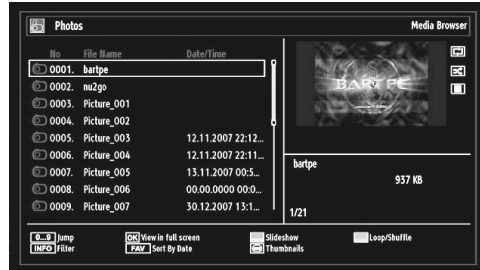 Photos Media Browser
No File Name Date/Time
0001. bartpe
0002. nu2go
0003. Picture_001
0004. Picture_002
0005. Picture_003 12.11.2007 22:12...
0006. Picture_004 12.11.2007 22:11...
0007. Picture_005 13.11.2007 00:5...
0008. Picture_006 00.00.0000 00:0...
0009. Picture_007 30.12.2007 13:1...
BART PE
bartpe
937 KB
1/21
0...9 Jump OK View in full screen Slideshow Loop/Shuffle
INFO Filter FAV Sort By Date Thumbnails